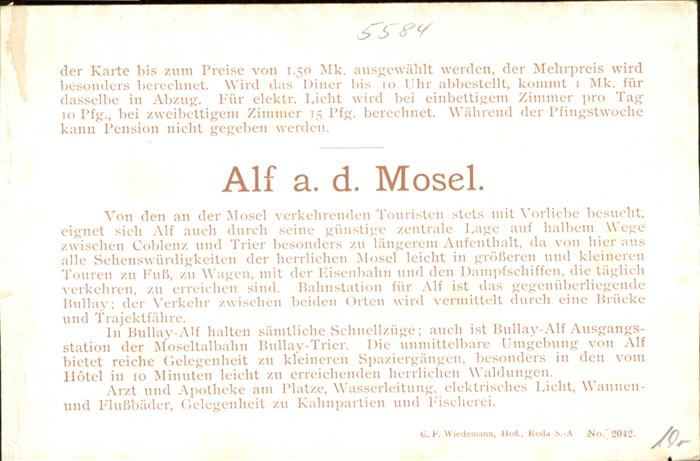 5584
der Karte bis zum Preise von 1.50 Mk. ausgewählt werden, der Mehrpreis wird
besonders berechnet. Wird das Diner bis 10 Uhr abbestellt, kommt 1 Mk. für
dasselbe in Abzug. Für elektr. Licht wird bei einbettigem Zimmer pro Tag
10 Pfg., bei zweibettigem Zimmer 15 Pfg. berechnet. Während der Pfingstwoche
kann Pension nicht gegeben werden.
Alf a. d. Mosel.
Von den an der Mosel verkehrenden Touristen stets mit Vorliebe besucht,
eignet sich Alf auch durch seine günstige zentrale Lage auf halbem Wege
zwischen Coblenz und Trier besonders zu längerem Aufenthalt, da von hier aus
alle Sehenswürdigkeiten der herrlichen Mosel leicht in größeren und kleineren
Touren zu Fuß, zu Wagen, mit der Eisenbahn und den Dampfschiffen, die täglich
verkehren, zu erreichen sind. Bahnstation für Alf ist das gegenüberliegende
Bullay; der Verkehr zwischen beiden Orten wird vermittelt durch eine Brücke
und Trajektfähre.
In Bullay-Alf halten sämtliche Schnellzüge; auch ist Bullay-Alf Ausgangs-
station der Moseltalbahn Bullay-Trier. Die unmittelbare Umgebung von Alf
bietet reiche Gelegenheit zu kleineren Spaziergängen, besonders in den vom
Hôtel in 10 Minuten leicht zu erreichenden herrlichen Waldungen.
Arzt und Apotheke am Platze, Wasserleitung, elektrisches Licht, Wannen-
und Flußbäder, Gelegenheit zu Kahnpartien und Fischerei.
C. F. Wiedemann, Hofl., Roda S.-A No. 2042.
10,-